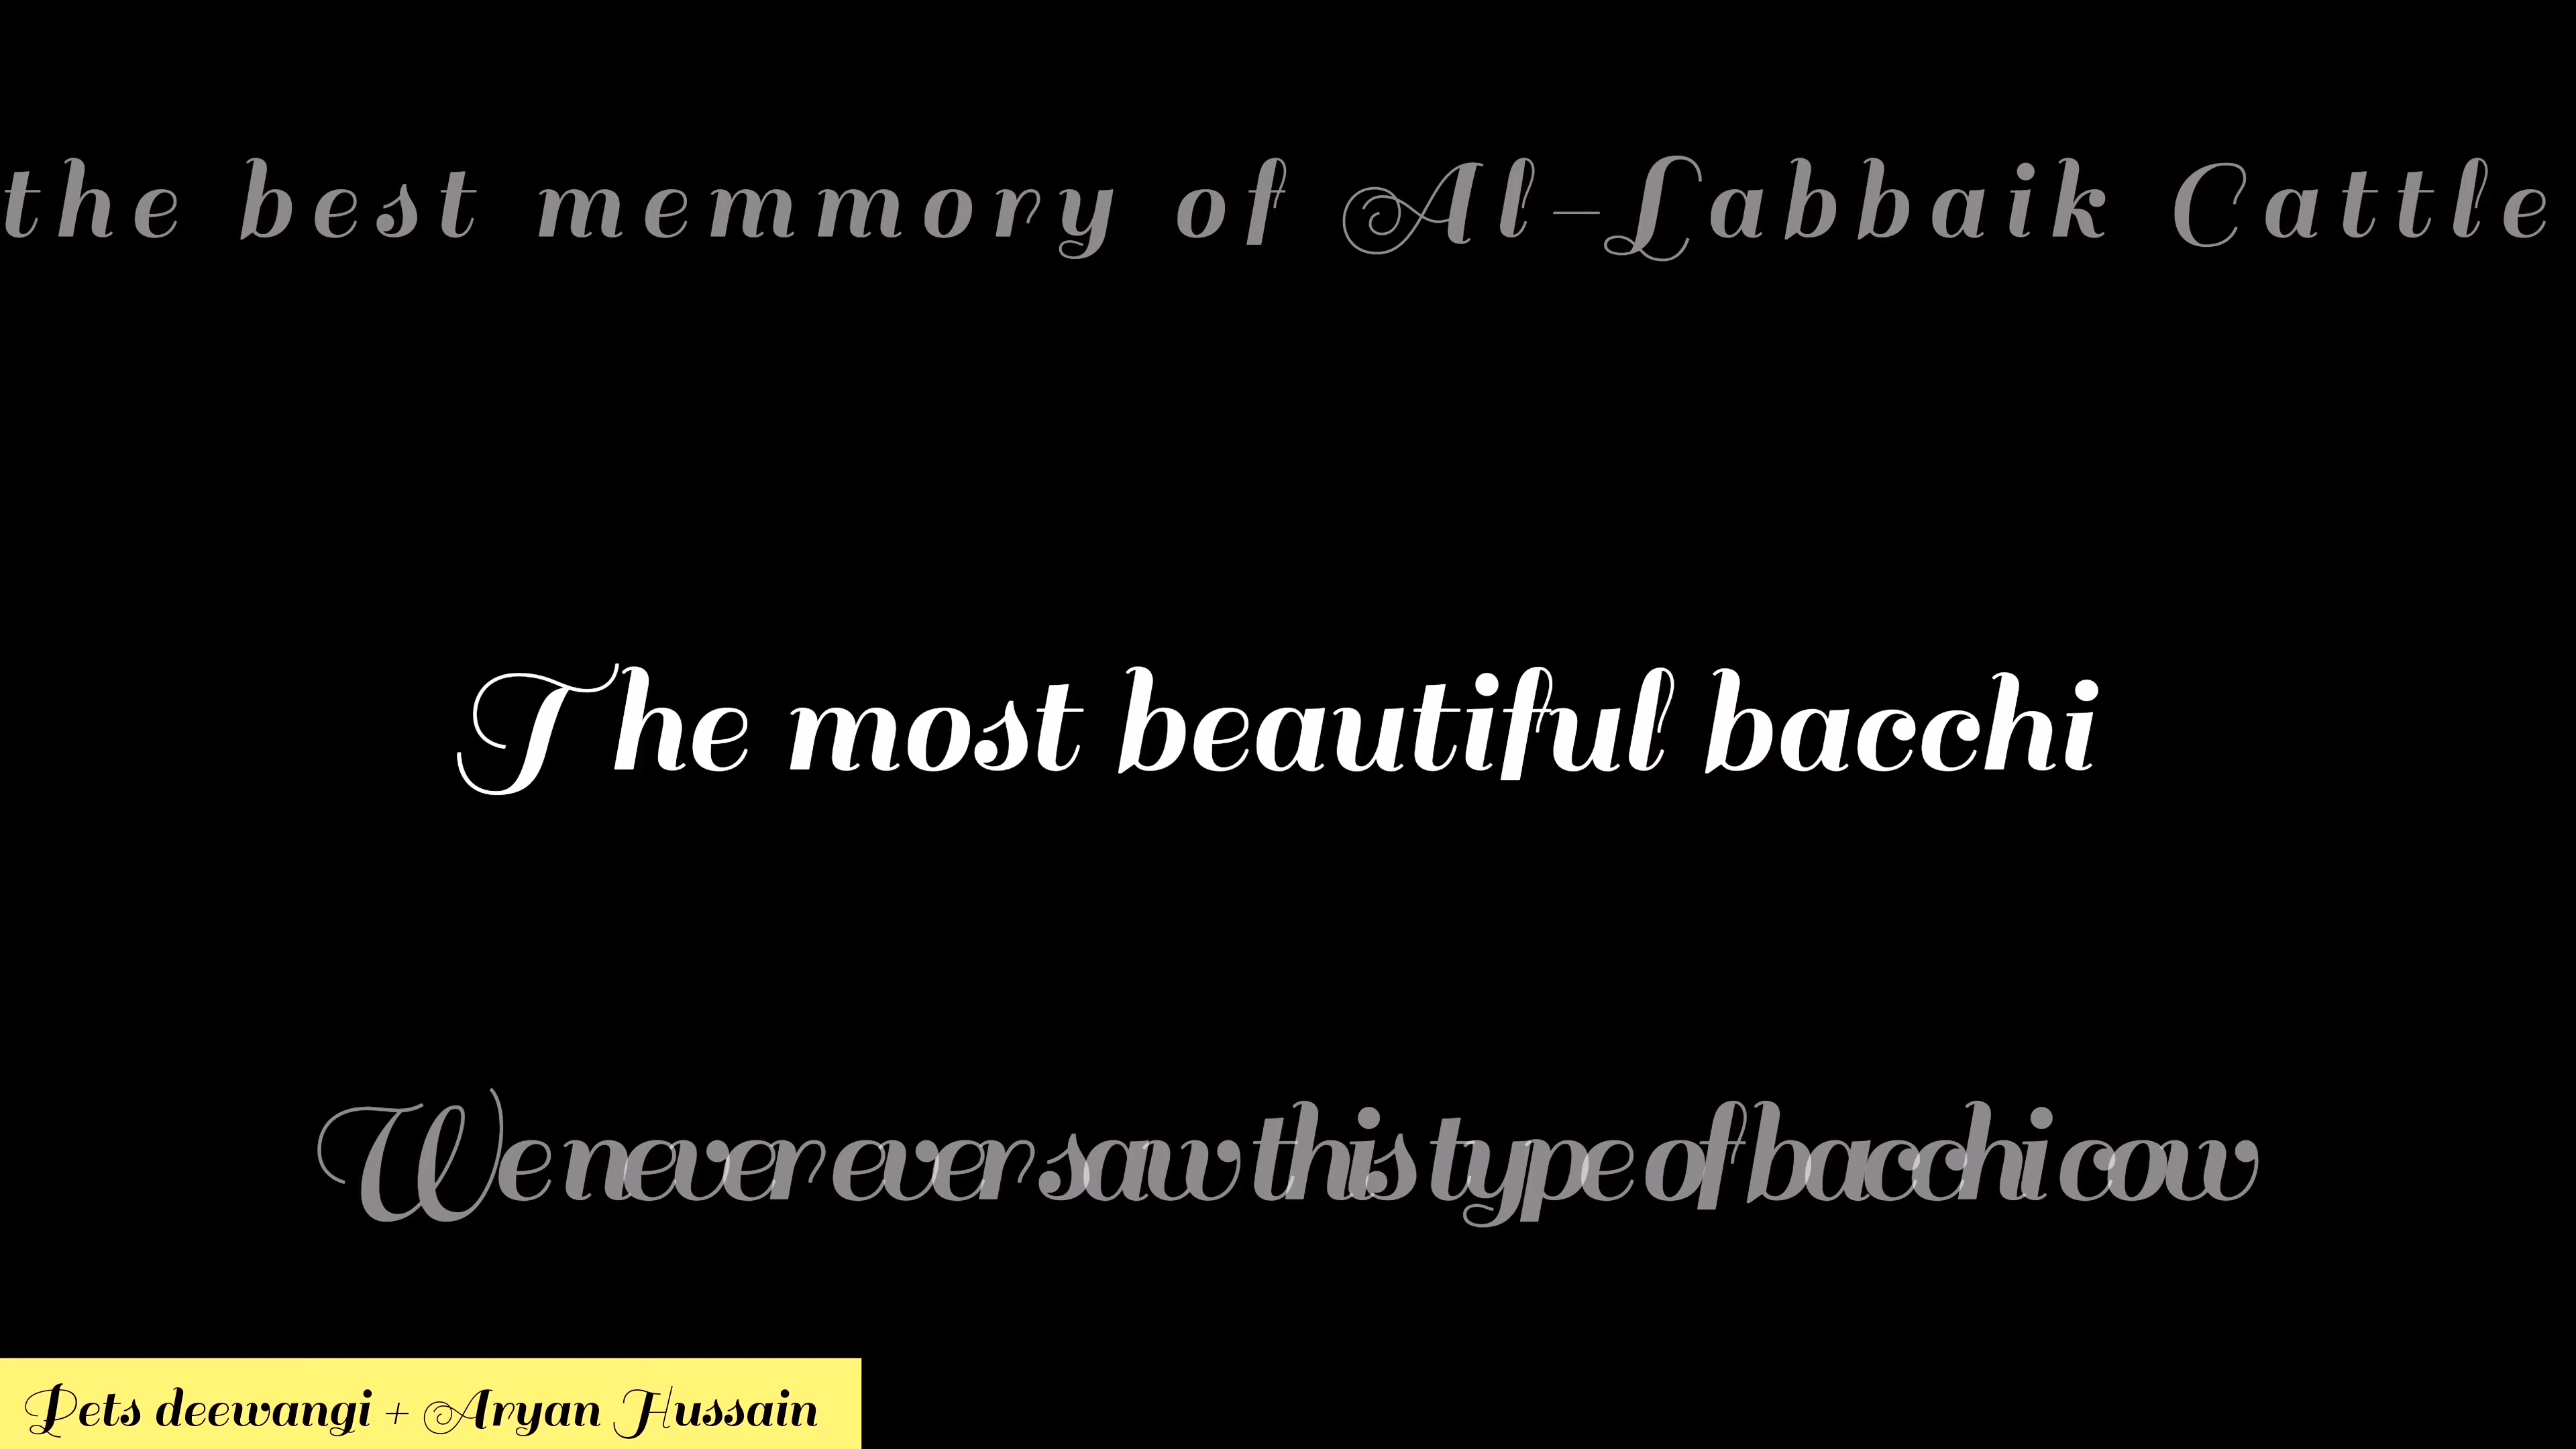 the best memmory of Al-Labbaik Cattle
The most beautiful bacchi
We never ever saw this type of bacchi cow
Pets deewangi + Aryan Hussain